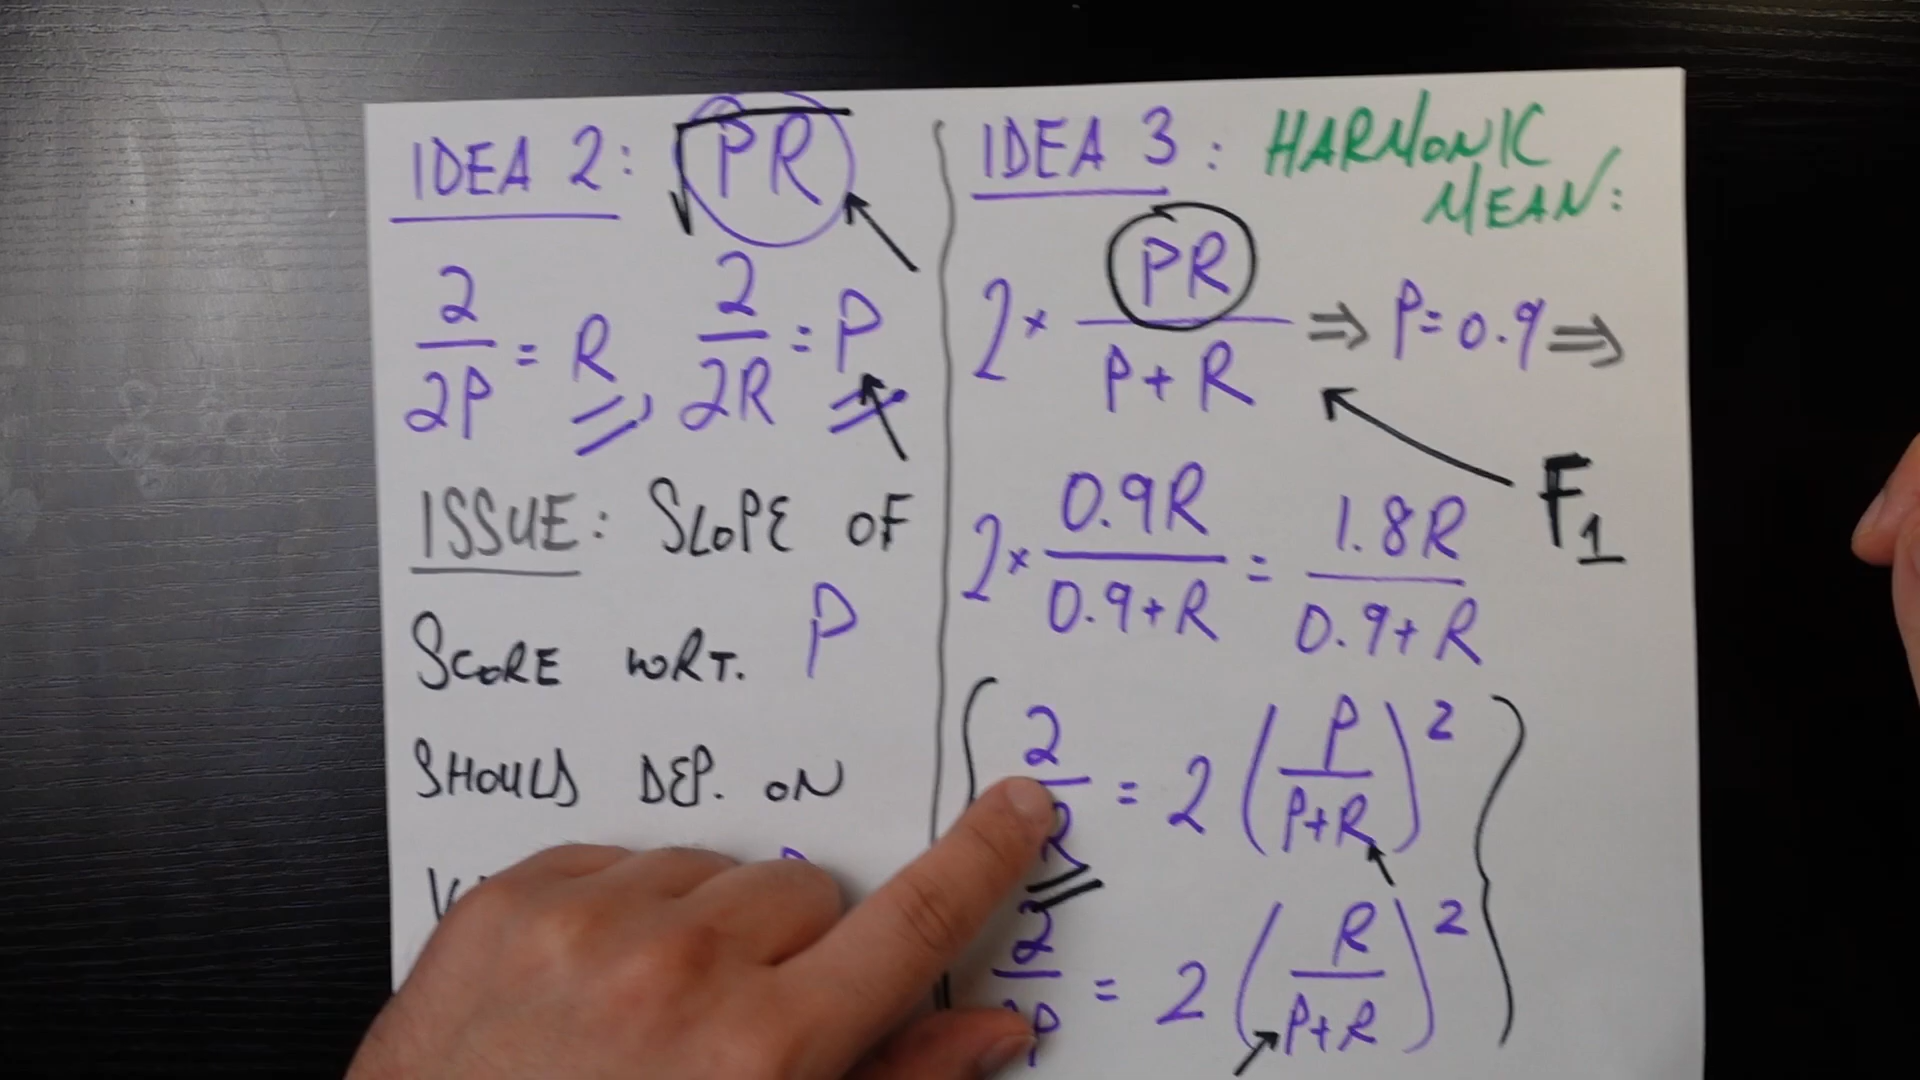 IDEA 2: √PR
2/2P = R, 2/2R = P
ISSUE: SLOPE OF
SCORE WRT. P
SHOULD DEP. ON
IDEA 3: HARMONIC
MEAN:
2 × PR/P+R ⇒ P=0.9 ⇒
F1
2 × 0.9R/0.9+R = 1.8R/0.9+R
2/R = 2(P/P+R)²
2/P = 2(R/P+R)²